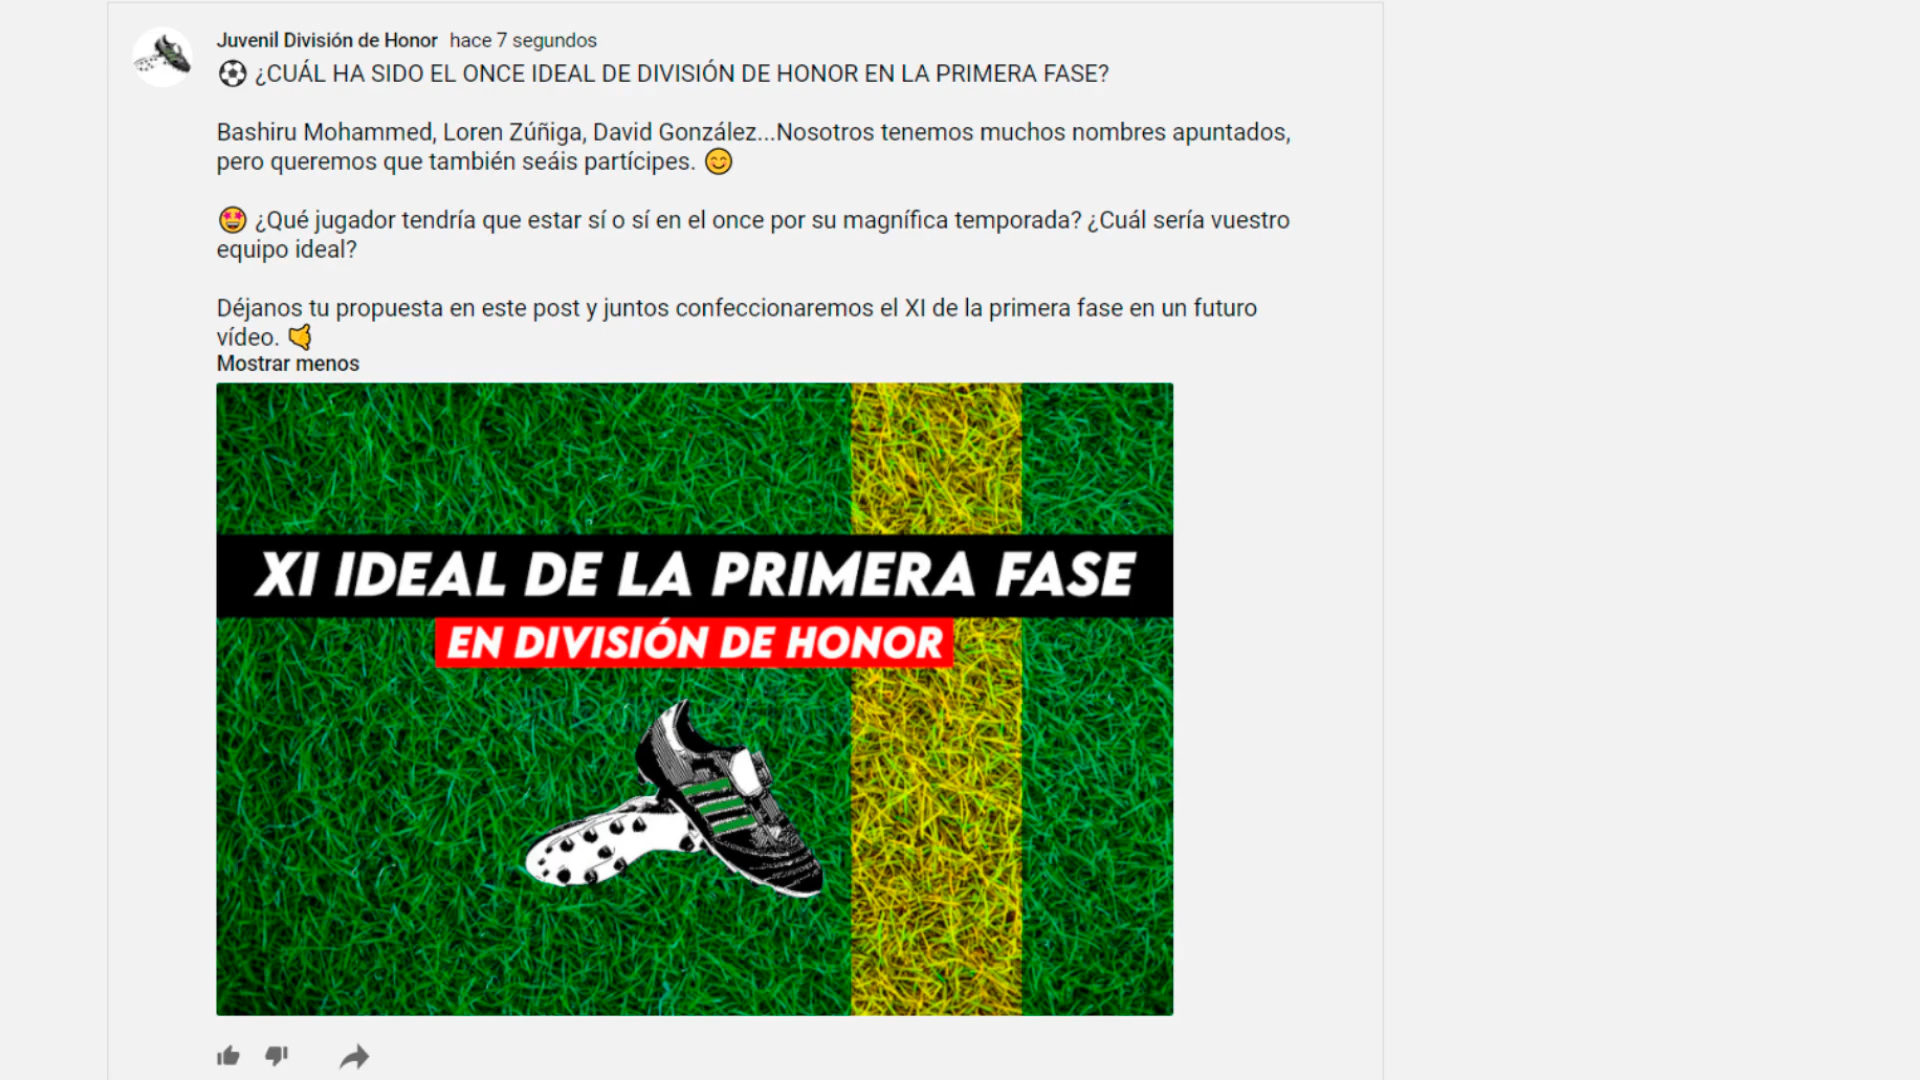 Juvenil División de Honor hace 7 segundos
⚽ ¿CUÁL HA SIDO EL ONCE IDEAL DE DIVISIÓN DE HONOR EN LA PRIMERA FASE?
Bashiru Mohammed, Loren Zúñiga, David González...Nosotros tenemos muchos nombres apuntados,
pero queremos que también seáis partícipes. 😊
🤩 ¿Qué jugador tendría que estar sí o sí en el once por su magnífica temporada? ¿Cuál sería vuestro
equipo ideal?
Déjanos tu propuesta en este post y juntos confeccionaremos el XI de la primera fase en un futuro
vídeo. 🤙
Mostrar menos
XI IDEAL DE LA PRIMERA FASE
EN DIVISIÓN DE HONOR